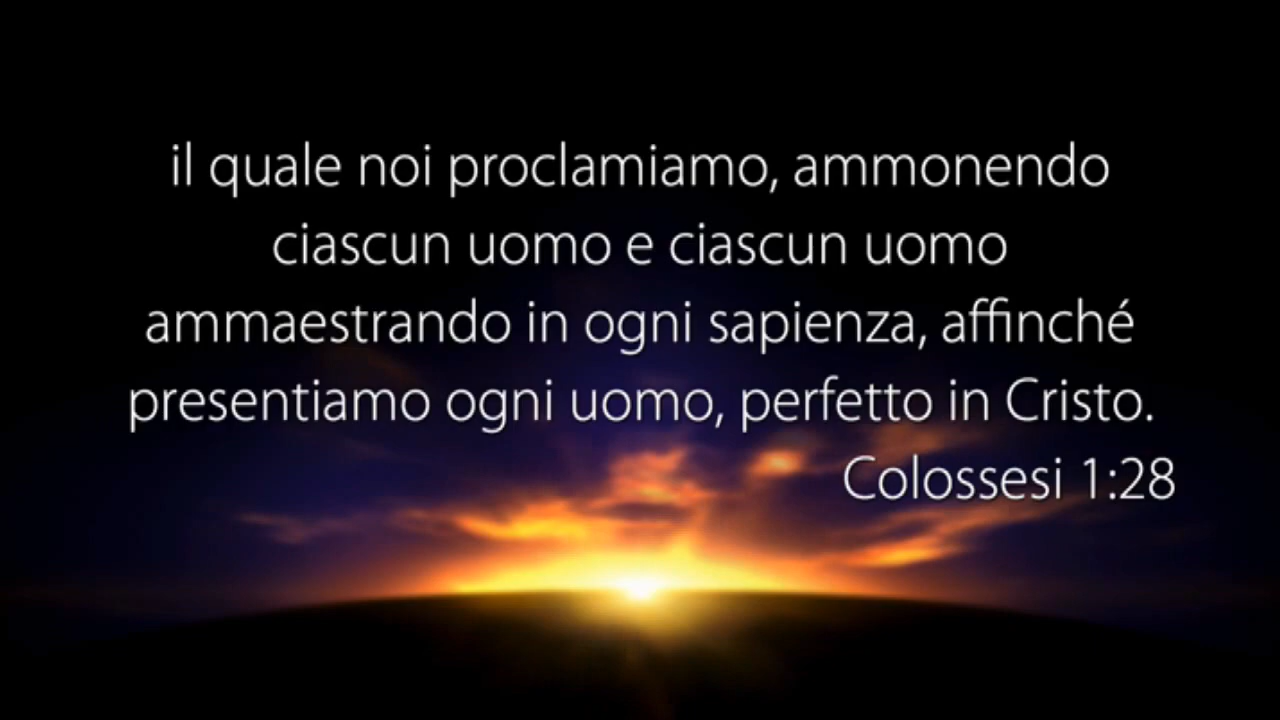 il quale noi proclamiamo, ammonendo
ciascun uomo e ciascun uomo
ammaestrando in ogni sapienza, affinché
presentiamo ogni uomo, perfetto in Cristo.
Colossesi 1:28